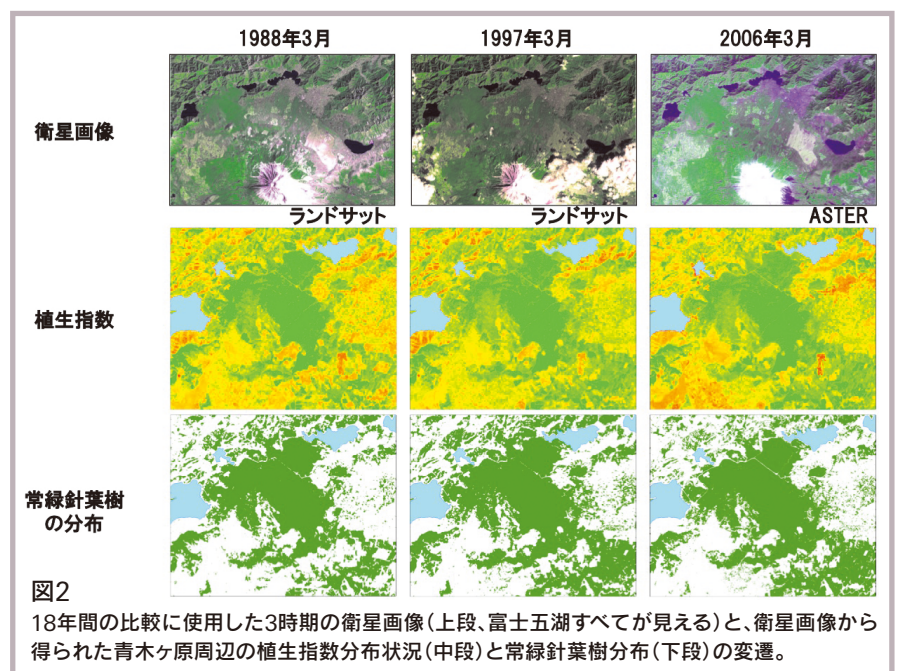 1988年3月
1997年3月
2006年3月
衛星画像
ランドサット
ランドサット
ASTER
植生指数
常緑針葉樹
の分布
図2
18年間の比較に使用した3時期の衛星画像(上段、富士五湖すべてが見える)と、衛星画像から
得られた青木ヶ原周辺の植生指数分布状況(中段)と常緑針葉樹分布(下段)の変遷。